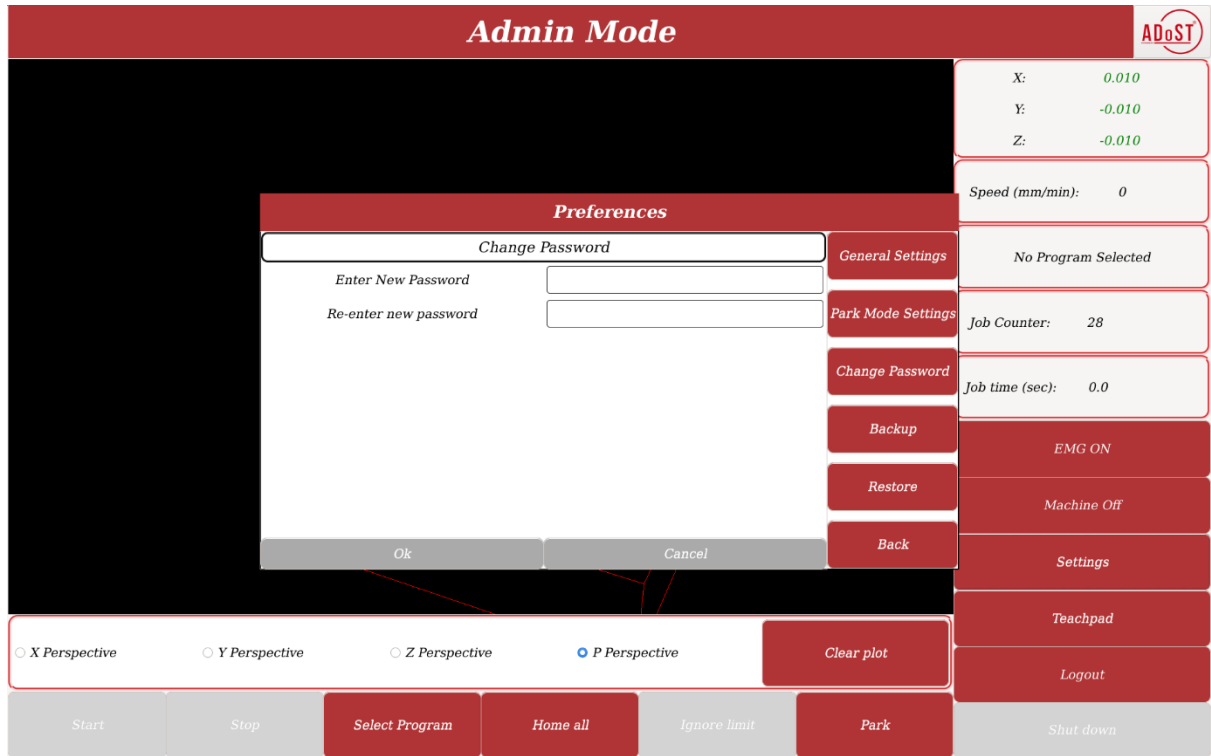 Admin Mode
ADoST
X: 0.010
Y: -0.010
Z: -0.010
Speed (mm/min): 0
No Program Selected
Job Counter: 28
Job time (sec): 0.0
EMG ON
Machine Off
Settings
Teachpad
Logout
Shut down
Preferences
Change Password
Enter New Password
Re-enter new password
Ok Cancel
General Settings
Park Mode Settings
Change Password
Backup
Restore
Back
X Perspective Y Perspective Z Perspective P Perspective Clear plot
Start Stop Select Program Home all Ignore limit Park